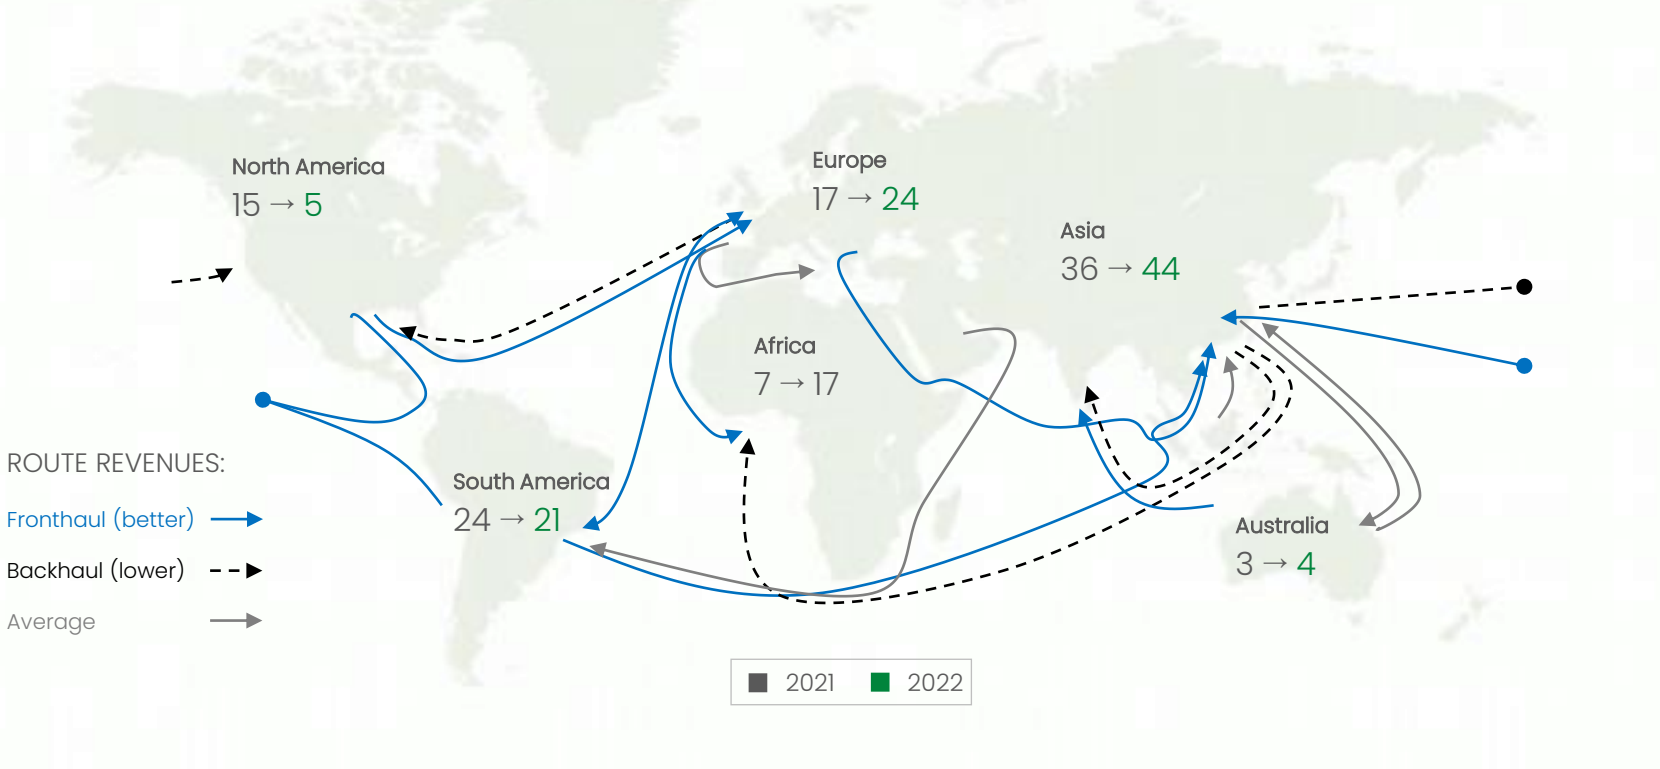 North America
15 → 5
Europe
17 → 24
Asia
36 → 44
Africa
7 → 17
ROUTE REVENUES:
Fronthaul (better)
Backhaul (lower)
Average
South America
24 → 21
Australia
3 → 4
2021
2022